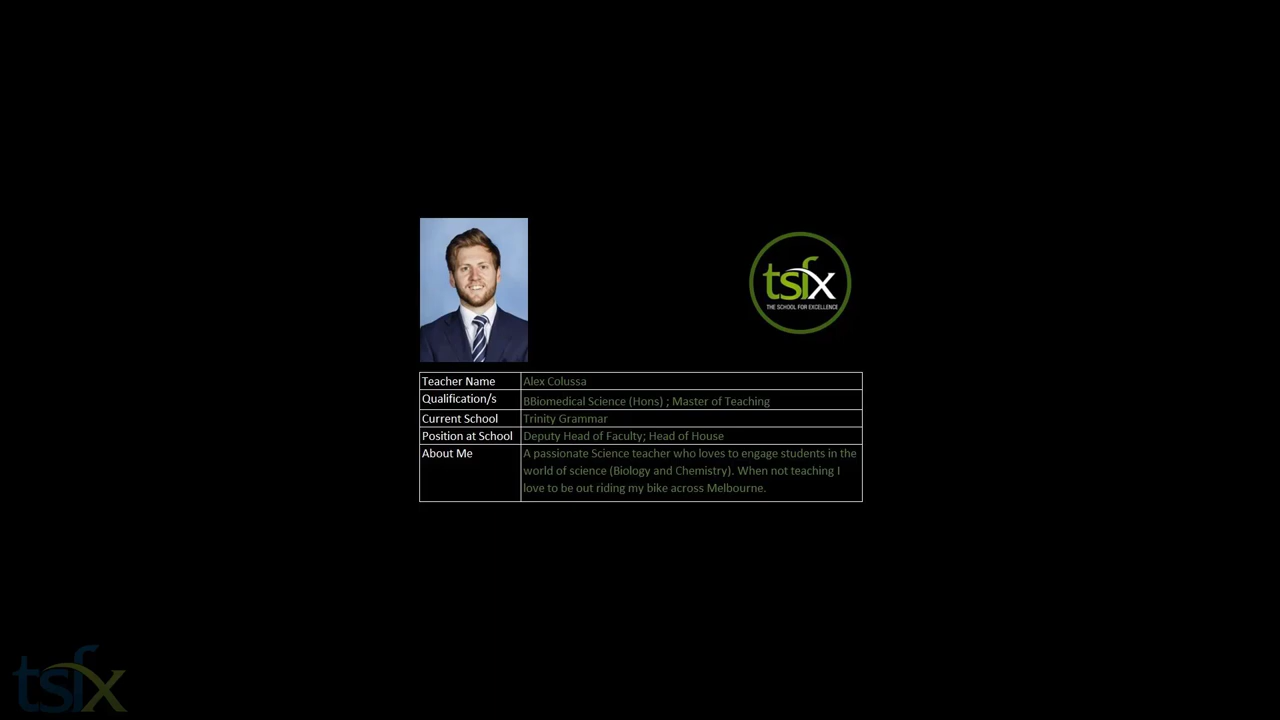 tsfx
THE SCHOOL FOR EXCELLENCE
Teacher Name Alex Colussa
Qualification/s BBiomedical Science (Hons) ; Master of Teaching
Current School Trinity Grammar
Position at School Deputy Head of Faculty; Head of House
About Me A passionate Science teacher who loves to engage students in the
world of science (Biology and Chemistry). When not teaching I
love to be out riding my bike across Melbourne.
tsfx